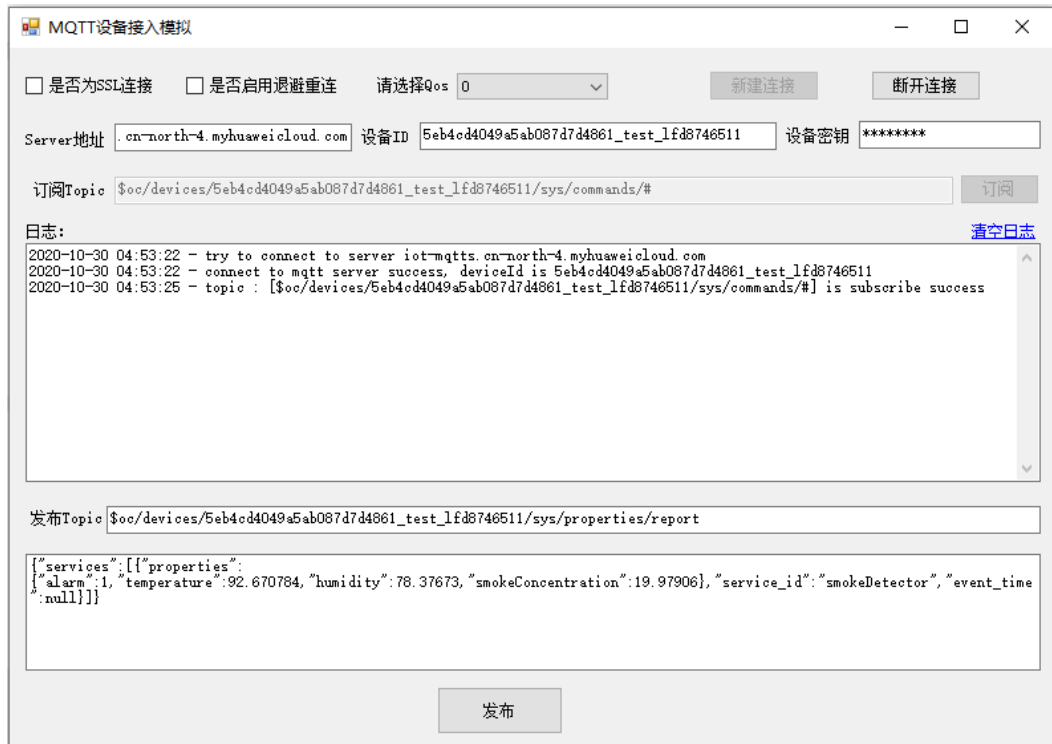 MQTT设备接入模拟
是否为SSL连接 是否启用退避重连 请选择Qos 0 新建连接 断开连接
Server地址 .cn-north-4.myhuaweicloud.com 设备ID 5eb4cd4049a5ab087d7d4861_test_lfd8746511 设备密钥 ********
订阅Topic $oc/devices/5eb4cd4049a5ab087d7d4861_test_lfd8746511/sys/commands/# 订阅
日志: 清空日志
2020-10-30 04:53:22 - try to connect to server iot-mqtts.cn-north-4.myhuaweicloud.com
2020-10-30 04:53:22 - connect to mqtt server success, deviceId is 5eb4cd4049a5ab087d7d4861_test_lfd8746511
2020-10-30 04:53:25 - topic : [$oc/devices/5eb4cd4049a5ab087d7d4861_test_lfd8746511/sys/commands/#] is subscribe success
发布Topic $oc/devices/5eb4cd4049a5ab087d7d4861_test_lfd8746511/sys/properties/report
{"services":[{"properties":
{"alarm":1,"temperature":92.670784,"humidity":78.37673,"smokeConcentration":19.97906},"service_id":"smokeDetector","event_time
":null}]}
发布